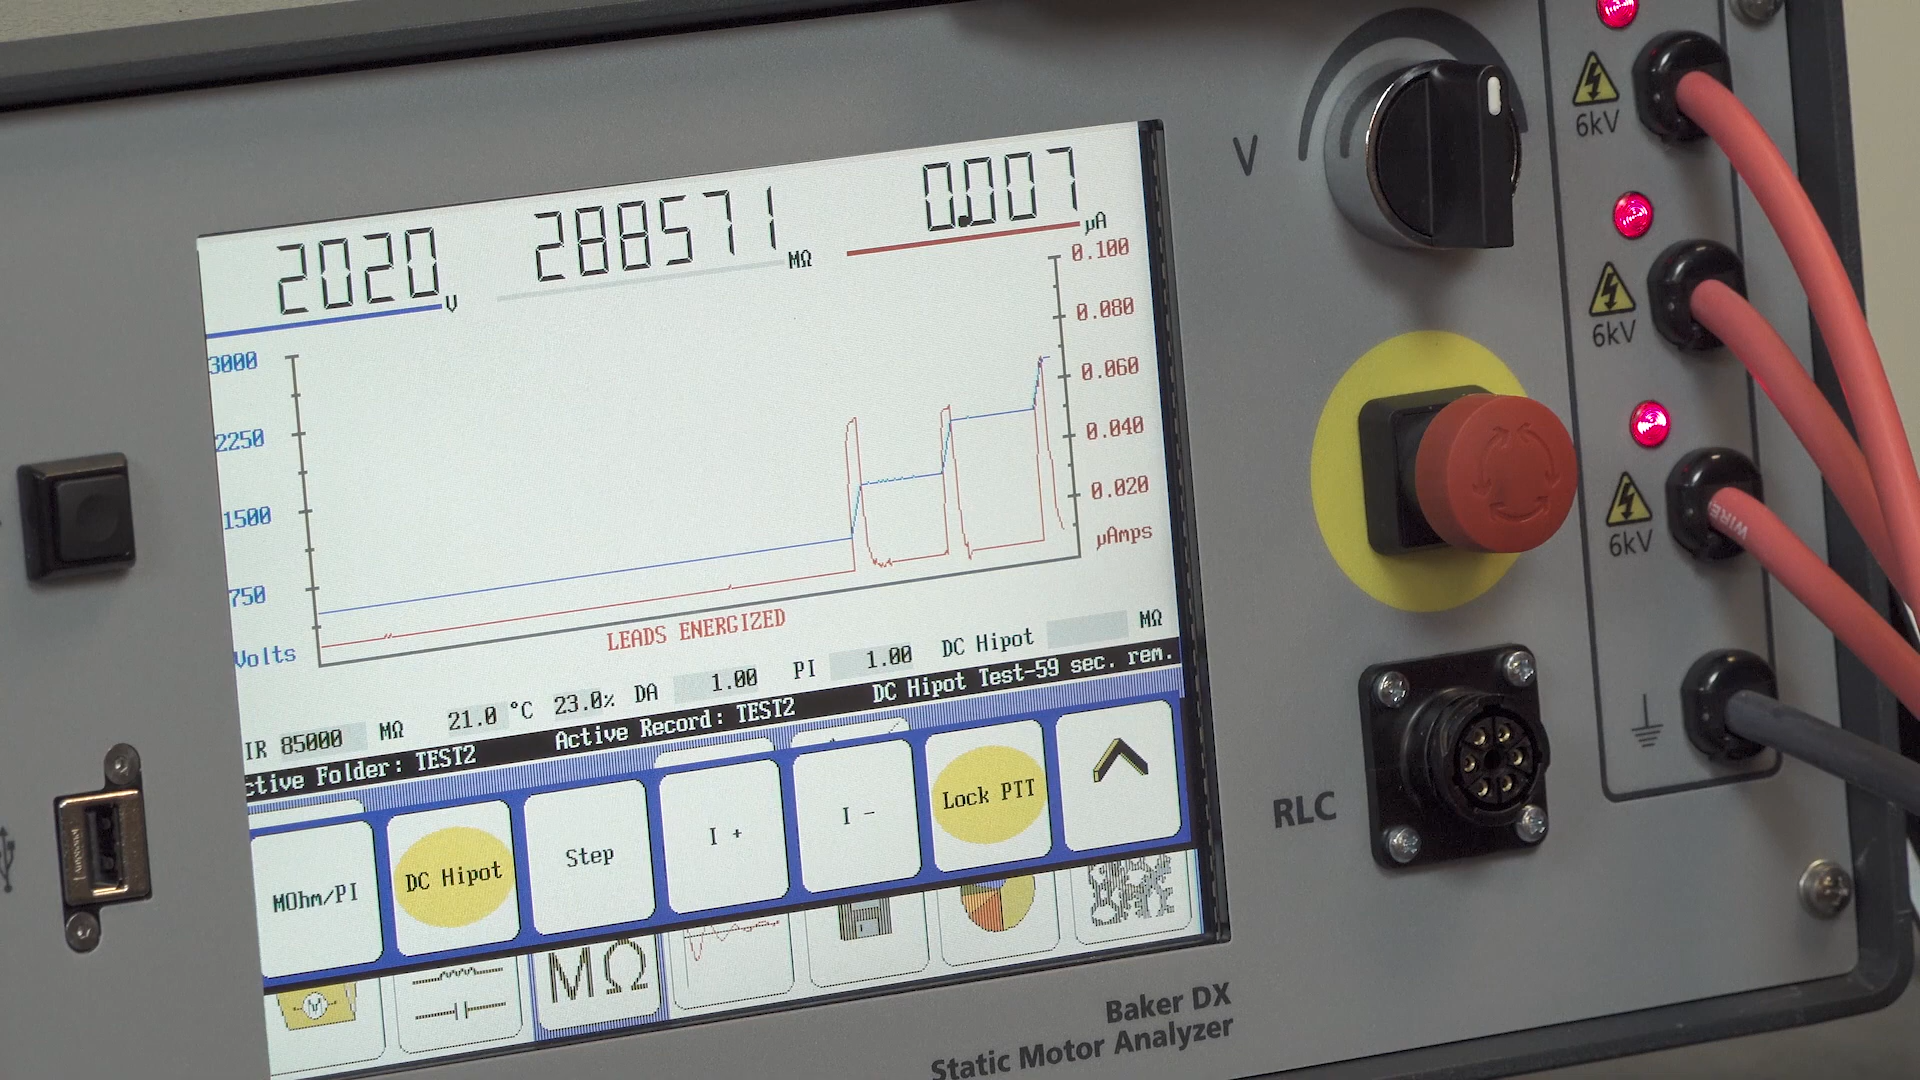 2020 V
288571 MΩ
0.007 µA
3000
2250
1500
750
Volts
0.100
0.080
0.060
0.040
0.020
µAmps
LEADS ENERGIZED
IR 85000 MΩ 21.0 °C 23.0% DA 1.00 PI 1.00 DC Hipot MΩ
ctive Folder: TEST2 Active Record: TEST2 DC Hipot Test-59 sec. rem.
MOhm/PI
DC Hipot
Step
I +
I -
Lock PTT
M
MΩ
Baker DX
Static Motor Analyzer
V
6kV
6kV
6kV
WIRE
RLC